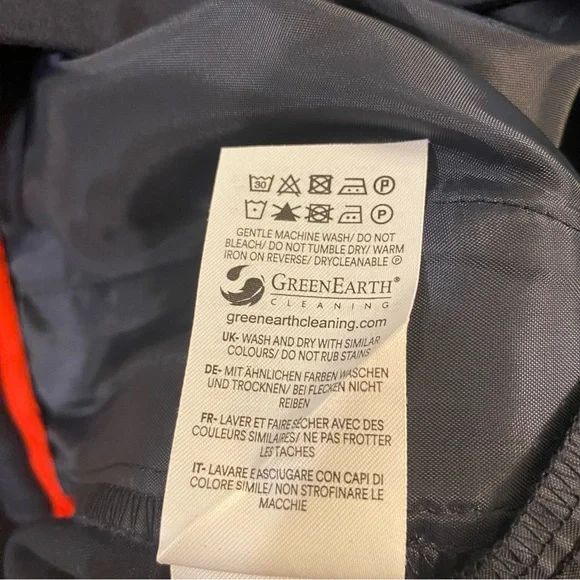 30 P
P
GENTLE MACHINE WASH/ DO NOT
BLEACH/ DO NOT TUMBLE DRY/ WARM
IRON ON REVERSE/ DRYCLEANABLE Ⓟ
GREENEARTH®
CLEANING
greenearthcleaning.com
UK- WASH AND DRY WITH SIMILAR
COLOURS/ DO NOT RUB STAINS
DE- MIT ÄHNLICHEN FARBEN WASCHEN
UND TROCKNEN/ BEI FLECKEN NICHT
REIBEN
FR- LAVER ET FAIRE SÉCHER AVEC DES
COULEURS SIMILAIRES/ NE PAS FROTTER
LES TACHES
IT- LAVARE E ASCIUGARE CON CAPI DI
COLORE SIMILE/ NON STROFINARE LE
MACCHIE